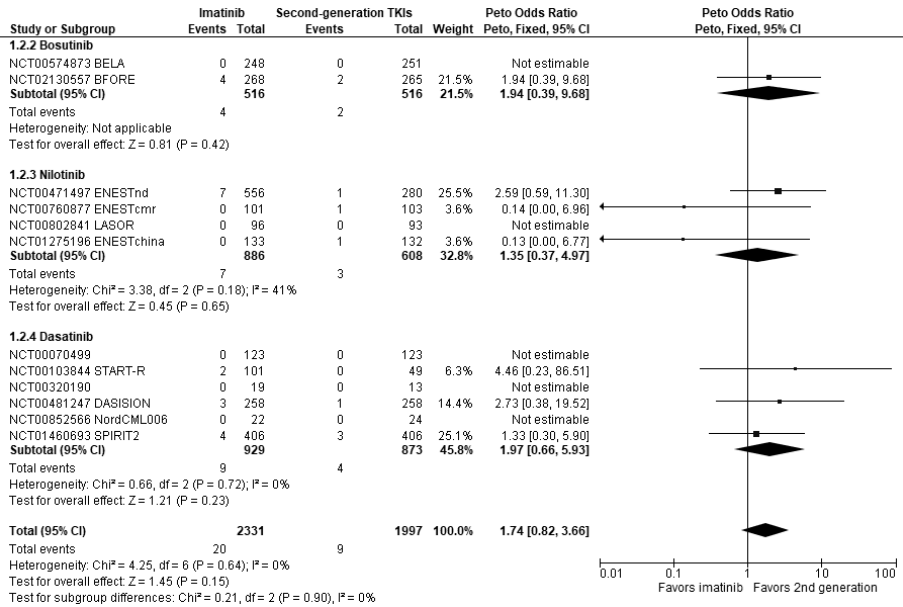 Imatinib Second-generation TKIs Peto Odds Ratio Peto Odds Ratio
Study or Subgroup Events Total Events Total Weight Peto, Fixed, 95% CI Peto, Fixed, 95% CI
1.2.2 Bosutinib
NCT00574873 BELA 0 248 0 251 Not estimable
NCT02130557 BFORE 4 268 2 265 21.5% 1.94 [0.39, 9.68]
Subtotal (95% CI) 516 516 21.5% 1.94 [0.39, 9.68]
Total events 4 2
Heterogeneity: Not applicable
Test for overall effect: Z = 0.81 (P = 0.42)
1.2.3 Nilotinib
NCT00471497 ENESTnd 7 556 1 280 25.5% 2.59 [0.59, 11.30]
NCT00760877 ENESTcmr 0 101 1 103 3.6% 0.14 [0.00, 6.96]
NCT00802841 LASOR 0 96 0 93 Not estimable
NCT01275196 ENESTchina 0 133 1 132 3.6% 0.13 [0.00, 6.77]
Subtotal (95% CI) 886 608 32.8% 1.35 [0.37, 4.97]
Total events 7 3
Heterogeneity: Chi² = 3.38, df = 2 (P = 0.18); I² = 41%
Test for overall effect: Z = 0.45 (P = 0.65)
1.2.4 Dasatinib
NCT00070499 0 123 0 123 Not estimable
NCT00103844 START-R 2 101 0 49 6.3% 4.46 [0.23, 86.51]
NCT00320190 0 19 0 13 Not estimable
NCT00481247 DASISION 3 258 1 258 14.4% 2.73 [0.38, 19.52]
NCT00852566 NordCML006 0 22 0 24 Not estimable
NCT01460693 SPIRIT2 4 406 3 406 25.1% 1.33 [0.30, 5.90]
Subtotal (95% CI) 929 873 45.8% 1.97 [0.66, 5.93]
Total events 9 4
Heterogeneity: Chi² = 0.66, df = 2 (P = 0.72); I² = 0%
Test for overall effect: Z = 1.21 (P = 0.23)
Total (95% CI) 2331 1997 100.0% 1.74 [0.82, 3.66]
Total events 20 9
Heterogeneity: Chi² = 4.25, df = 6 (P = 0.64); I² = 0%
Test for overall effect: Z = 1.45 (P = 0.15)
Test for subgroup differences: Chi² = 0.21, df = 2 (P = 0.90), I² = 0%
0.01 0.1 1 10 100
Favors imatinib Favors 2nd generation